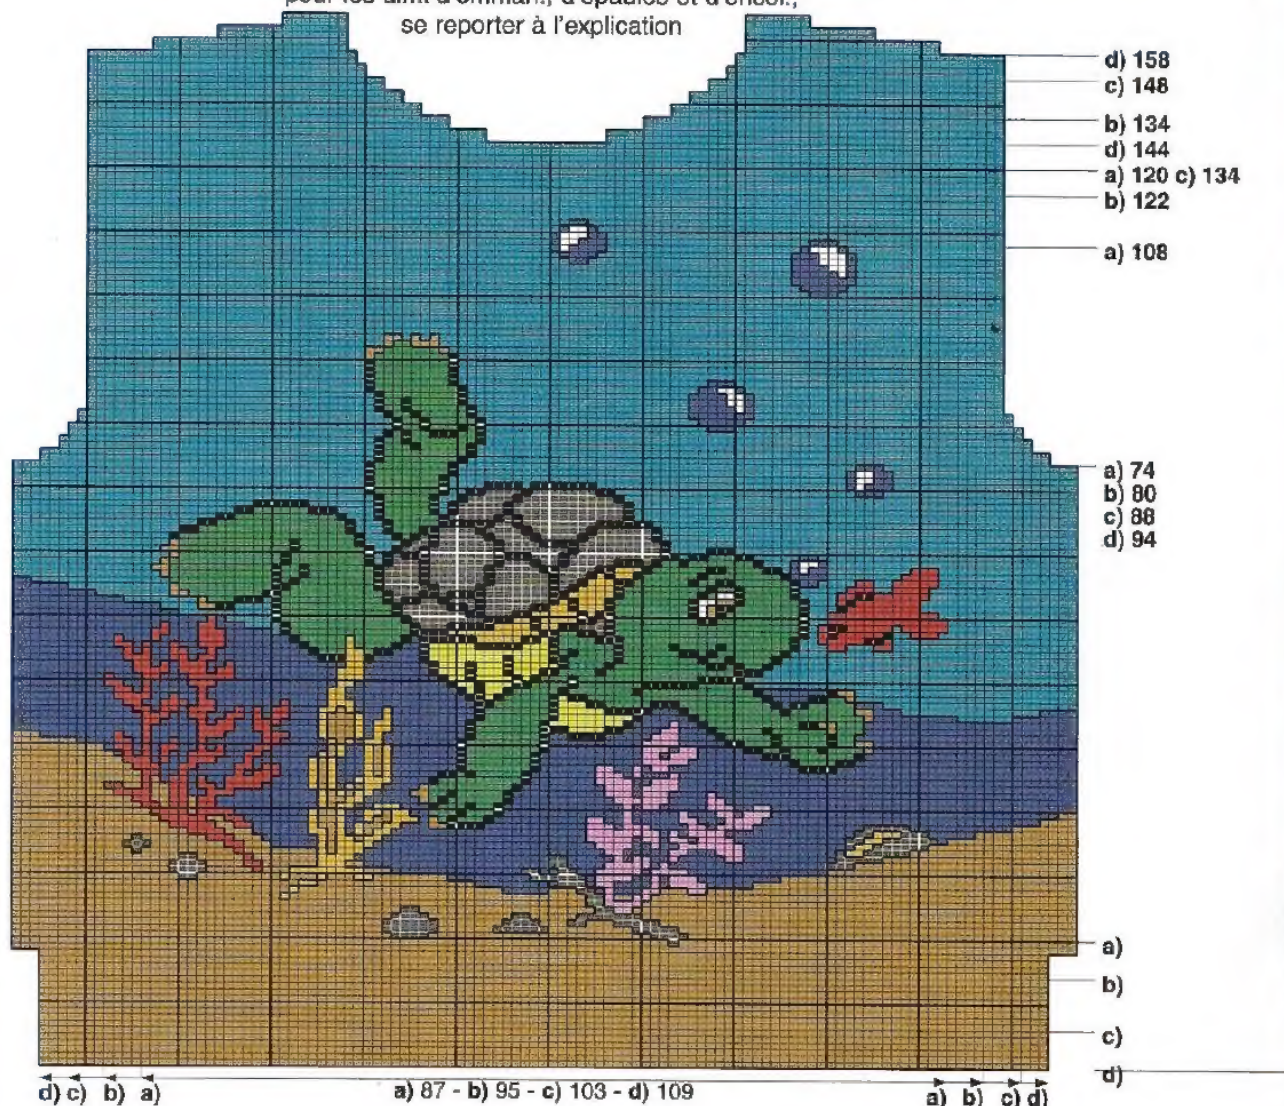 se reporter à l'explication
d) 158
c) 148
b) 134
d) 144
a) 120 c) 134
b) 122
a) 108
a) 74
b) 80
c) 88
d) 94
a)
b)
c)
d)
d) c) b) a) a) 87 - b) 95 - c) 103 - d) 109 a) b) c) d)